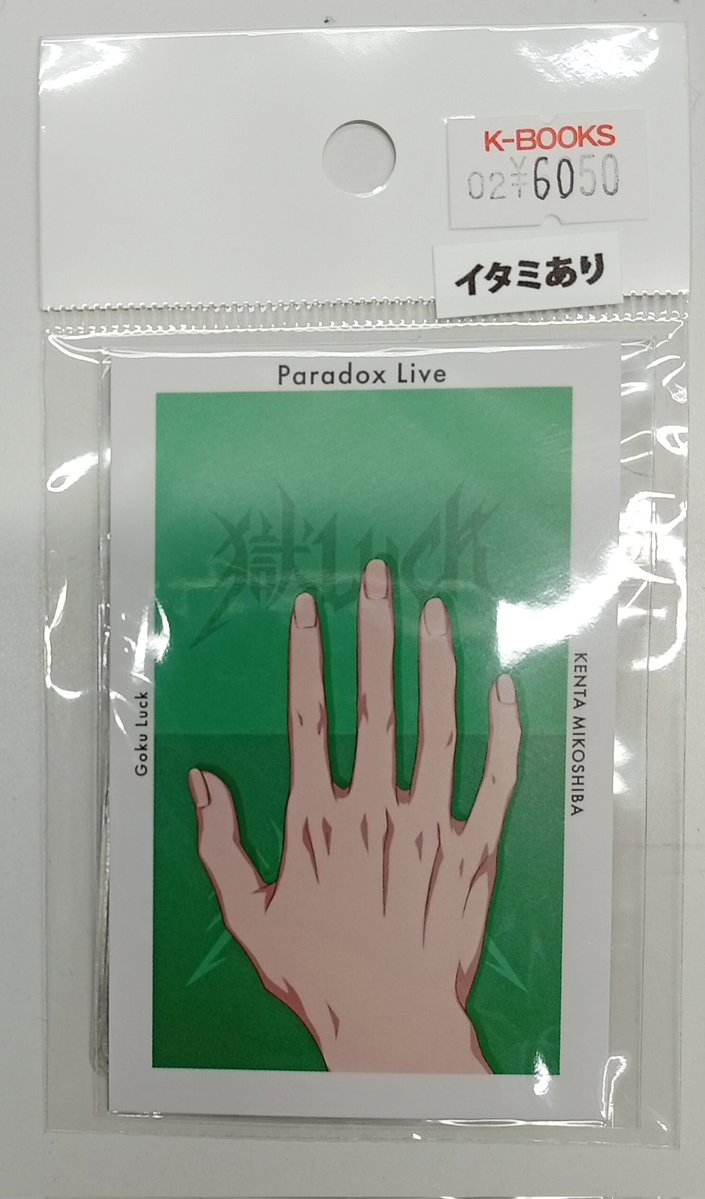 K-BOOKS
02¥6050
イタミあり
Paradox Live
獄Luck
Goku Luck
KENTA MIKOSHIBA